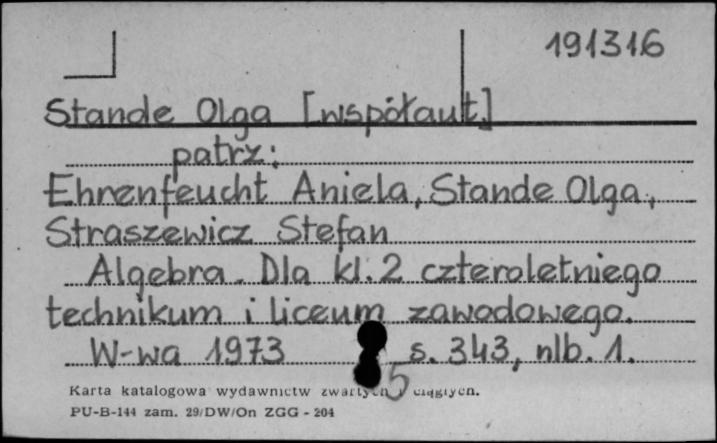 191316
Stande Olga [współaut.]
patrz:
Ehrenfeucht Aniela, Stande Olga,
Straszewicz Stefan
Algebra. Dla kl. 2 czteroletniego
technikum i liceum zawodowego.
W-wa 1973 s. 343, nlb. 1.
5
Karta katalogowa wydawnictw zwartych i ciągłych.
PU-B-144 zam. 29/DW/On ZGG - 204